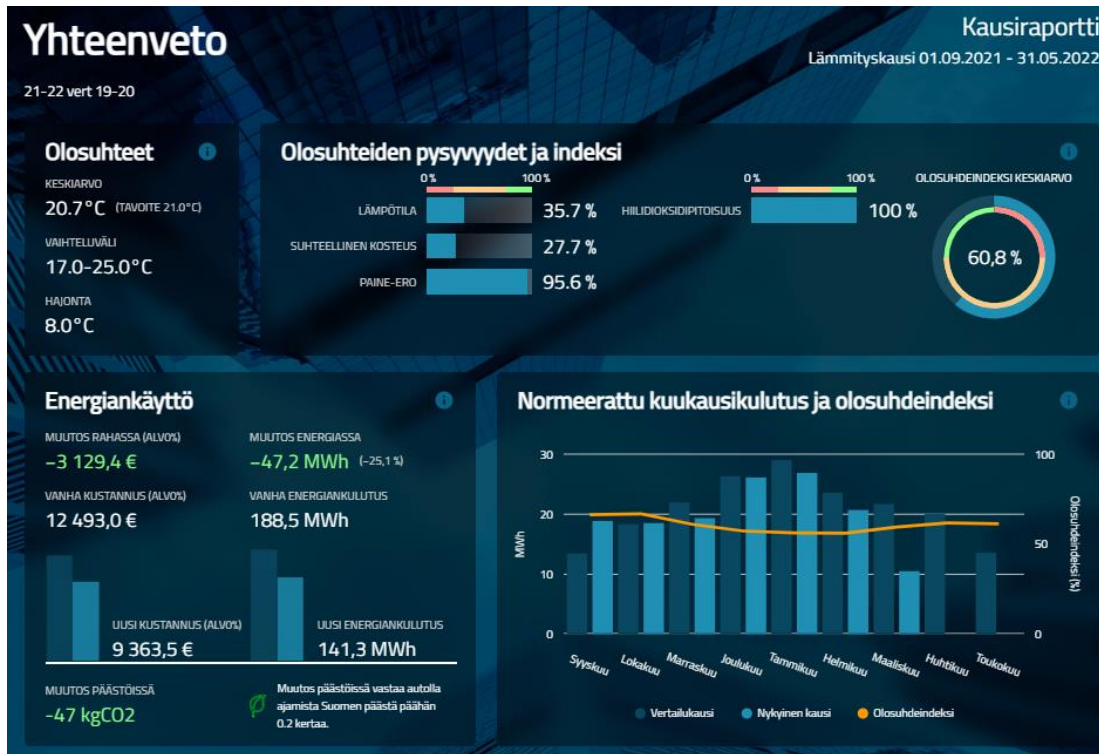 Yhteenveto
Kausiraportti
Lämmityskausi 01.09.2021 - 31.05.2022
21-22 vert 19-20
Olosuhteet
KESKIARVO
20.7°C (TAVOITE 21.0°C)
VAIHTELUVÄLI
17.0-25.0°C
HAJONTA
8.0°C
Olosuhteiden pysyvyydet ja indeksi
0 % 100 %
LÄMPÖTILA 35.7 %
SUHTEELLINEN KOSTEUS 27.7 %
PAINE-ERO 95.6 %
0 % 100 %
HIILIDIOKSIDIPITOISUUS 100 %
OLOSUHDEINDEKSI KESKIARVO
60,8 %
Energiankäyttö
MUUTOS RAHASSA (ALV0%)
−3 129,4 €
MUUTOS ENERGIASSA
−47,2 MWh (−25,1 %)
VANHA KUSTANNUS (ALV0%)
12 493,0 €
VANHA ENERGIANKULUTUS
188,5 MWh
UUSI KUSTANNUS (ALV0%)
9 363,5 €
UUSI ENERGIANKULUTUS
141,3 MWh
MUUTOS PÄÄSTÖISSÄ
-47 kgCO2
Muutos päästöissä vastaa autolla
ajamista Suomen päästä päähän
0.2 kertaa.
Normeerattu kuukausikulutus ja olosuhdeindeksi
30
20
10
0
MWh
100
50
0
Olosuhdeindeksi (%)
Syyskuu
Lokakuu
Marraskuu
Joulukuu
Tammikuu
Helmikuu
Maaliskuu
Huhtikuu
Toukokuu
Vertailukausi
Nykyinen kausi
Olosuhdeindeksi